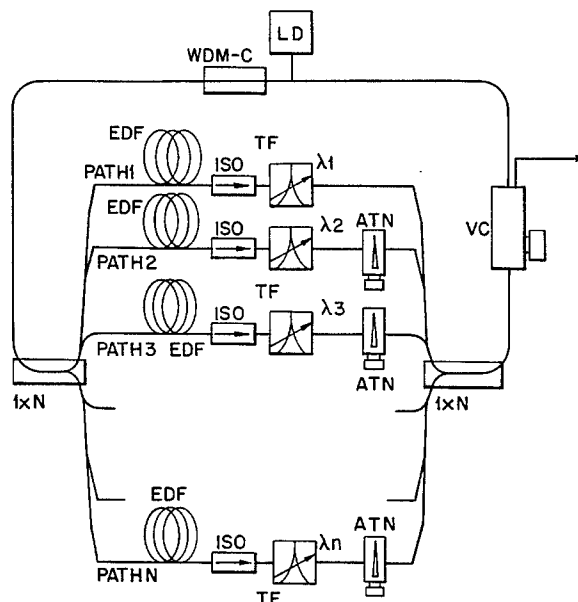 LD
WDM-C
EDF
TF
PATH1
ISO
λ1
EDF
ISO
λ2
ATN
VC
PATH2
TF
PATH3
EDF
ISO
λ3
ATN
1xN
1xN
EDF
ISO
λn
ATN
PATHN
TF